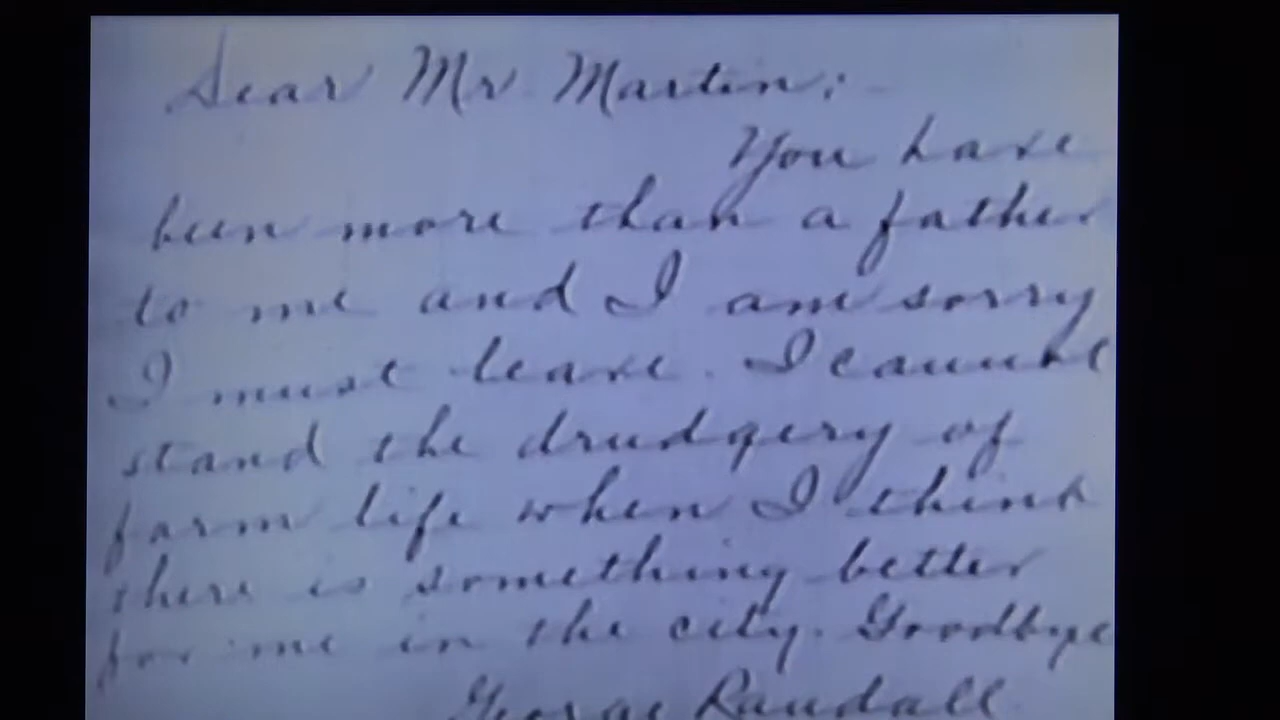 Dear Mr Martin:
You have
been more than a father
to me and I am sorry
I must leave. I cannot
stand the drudgery of
farm life when I think
there is something better
for me in the city. Goodbye
George Randall